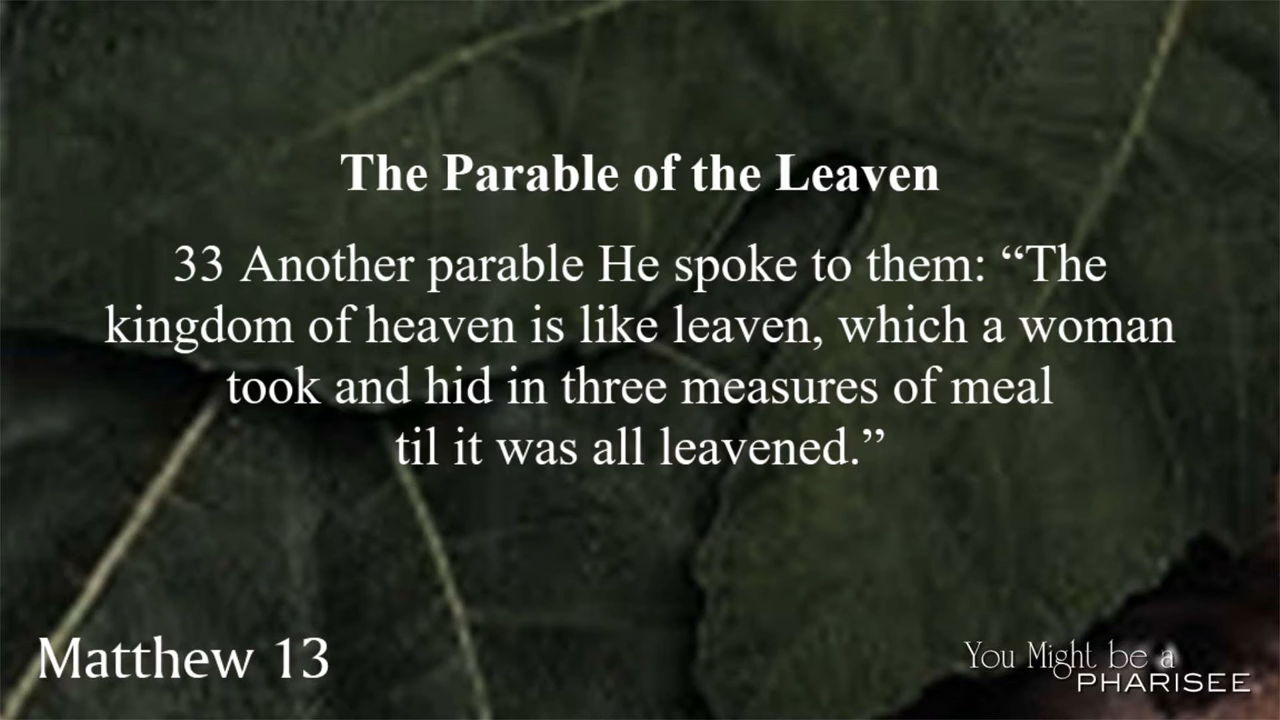 The Parable of the Leaven
33 Another parable He spoke to them: “The
kingdom of heaven is like leaven, which a woman
took and hid in three measures of meal
til it was all leavened.”
Matthew 13
You Might be a
PHARISEE